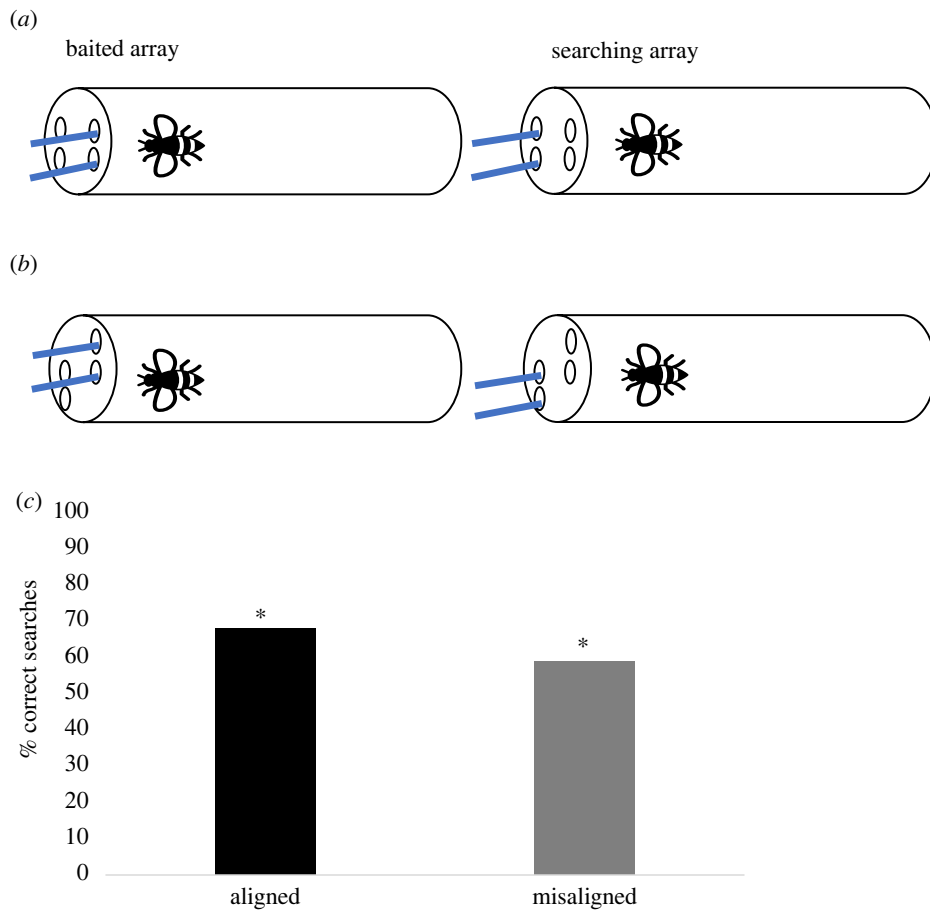 (a)
baited array
searching array
(b)
(c)
100
90
80
70
60
50
40
30
20
10
0
% correct searches
*
*
aligned
misaligned